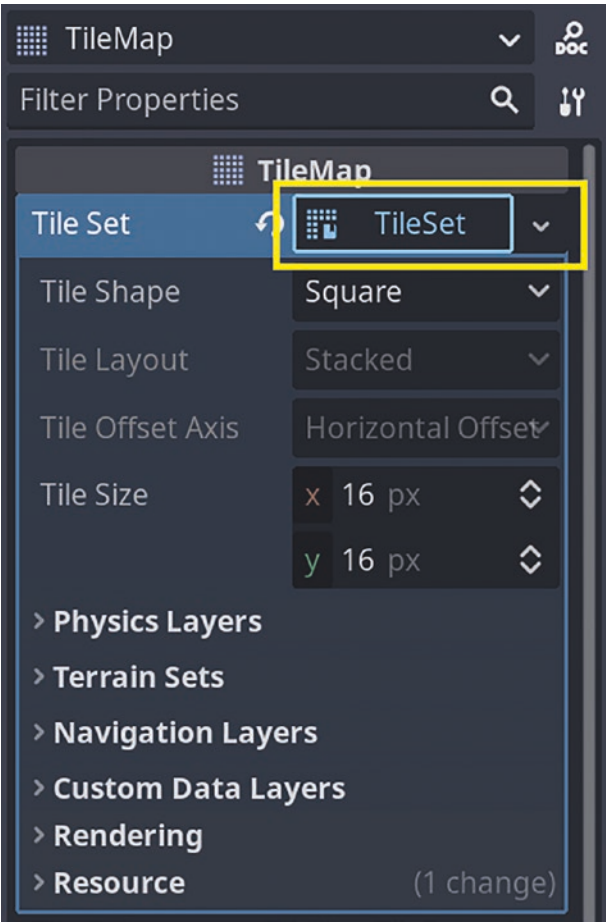 TileMap
DOC
Filter Properties
TileMap
Tile Set TileSet
Tile Shape Square
Tile Layout Stacked
Tile Offset Axis Horizontal Offset
Tile Size x 16 px
y 16 px
Physics Layers
Terrain Sets
Navigation Layers
Custom Data Layers
Rendering
Resource (1 change)